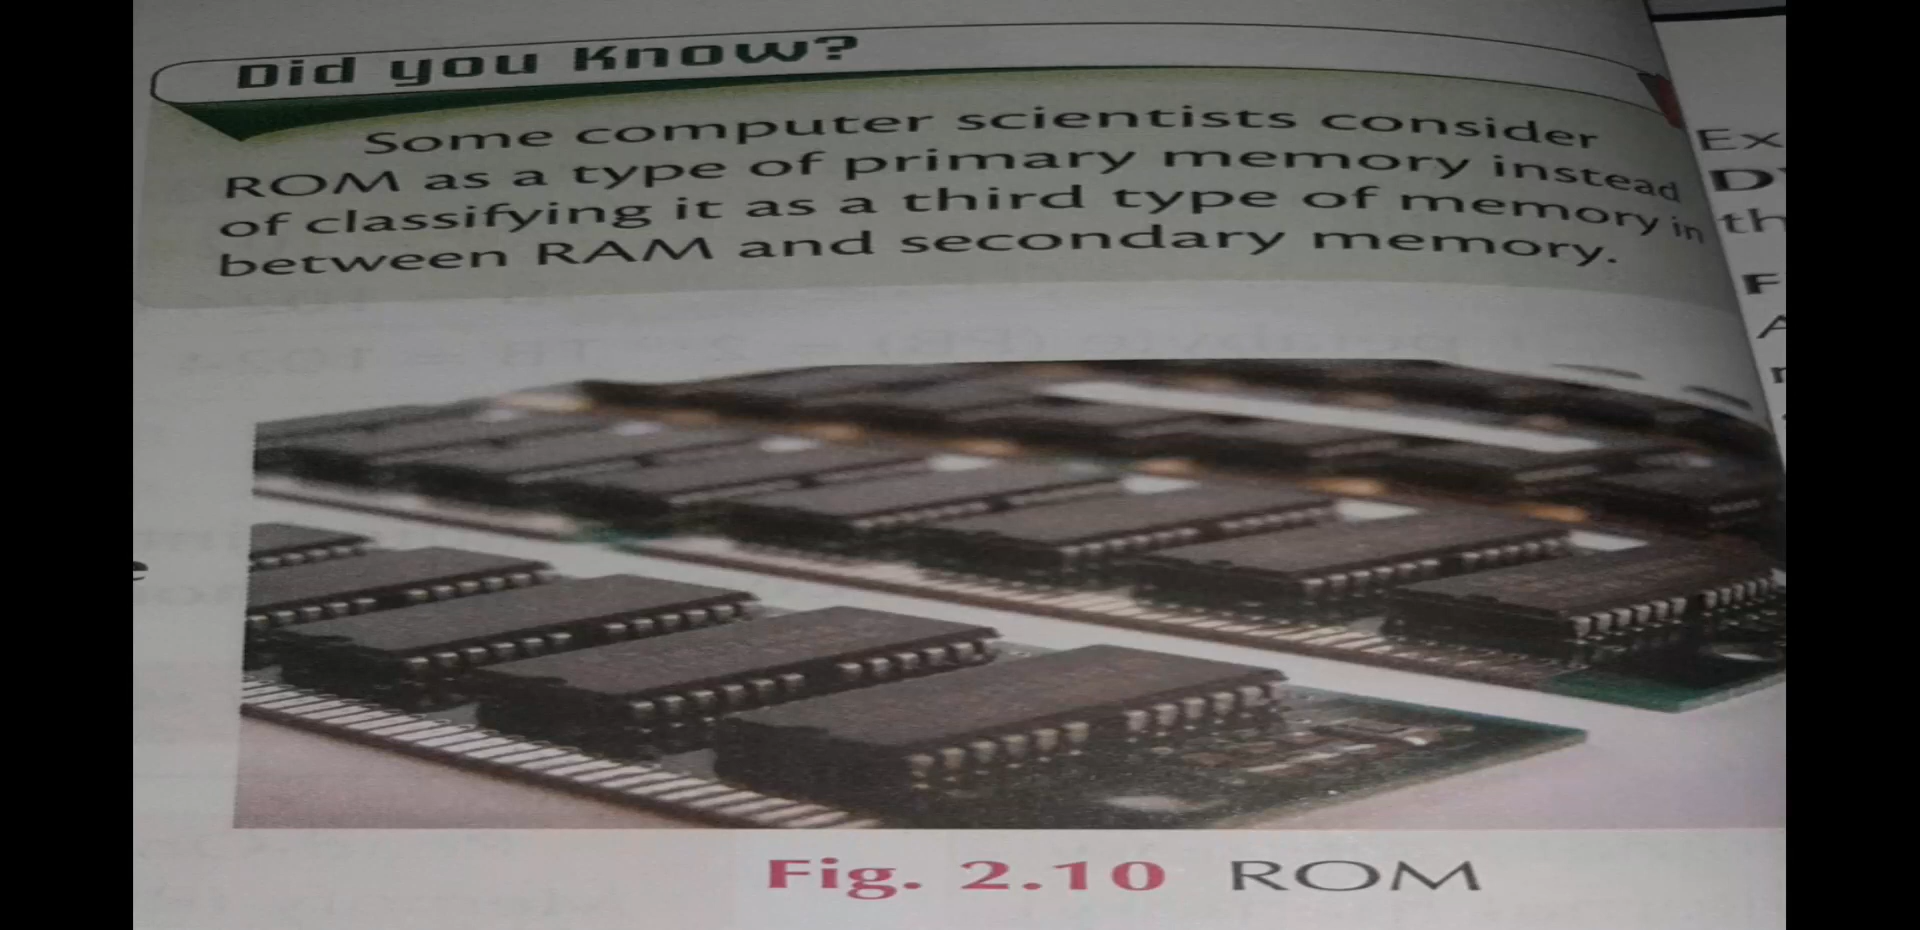 Did you Know?
Some computer scientists consider
ROM as a type of primary memory instead
of classifying it as a third type of memory in
between RAM and secondary memory.
Fig. 2.10 ROM